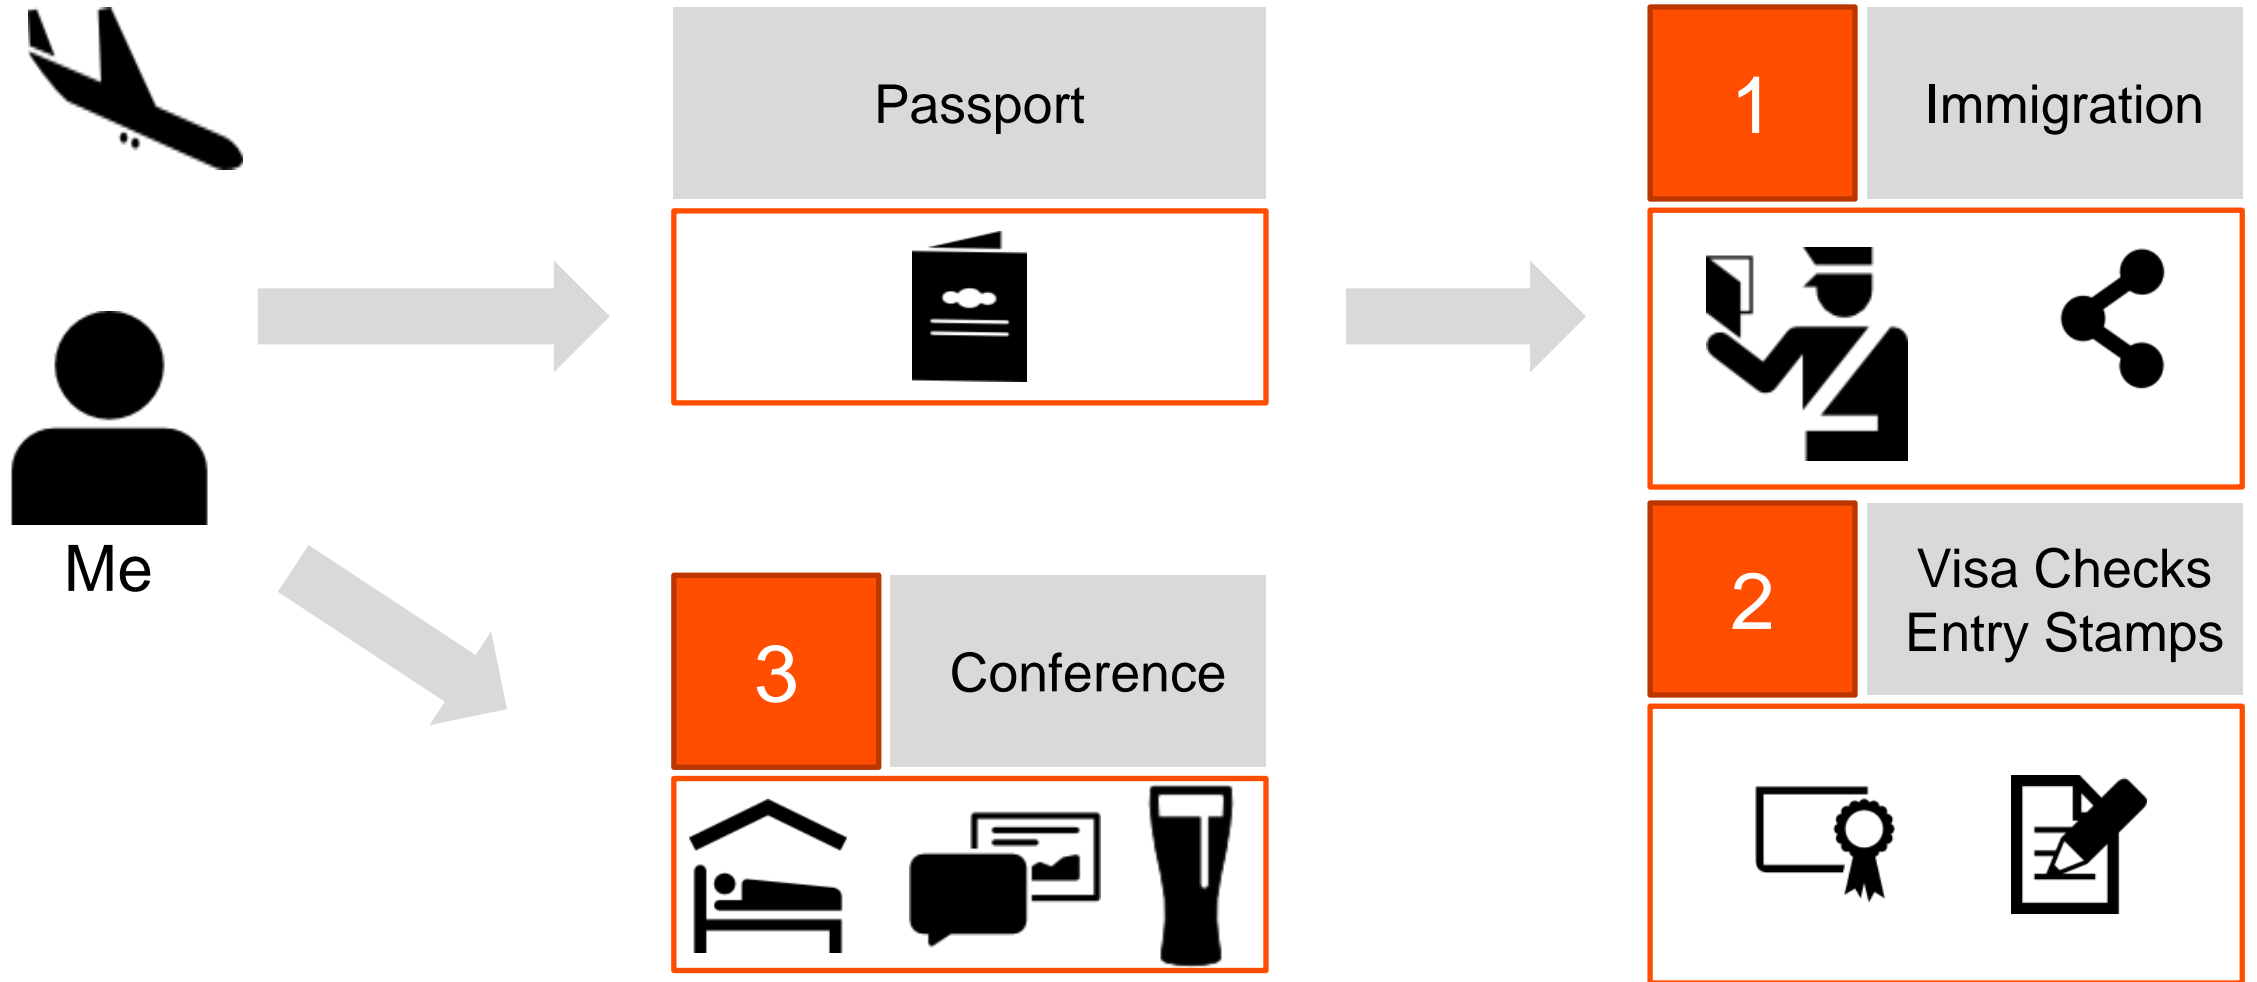 Passport
1
Immigration
Me
2
Visa Checks
Entry Stamps
3
Conference